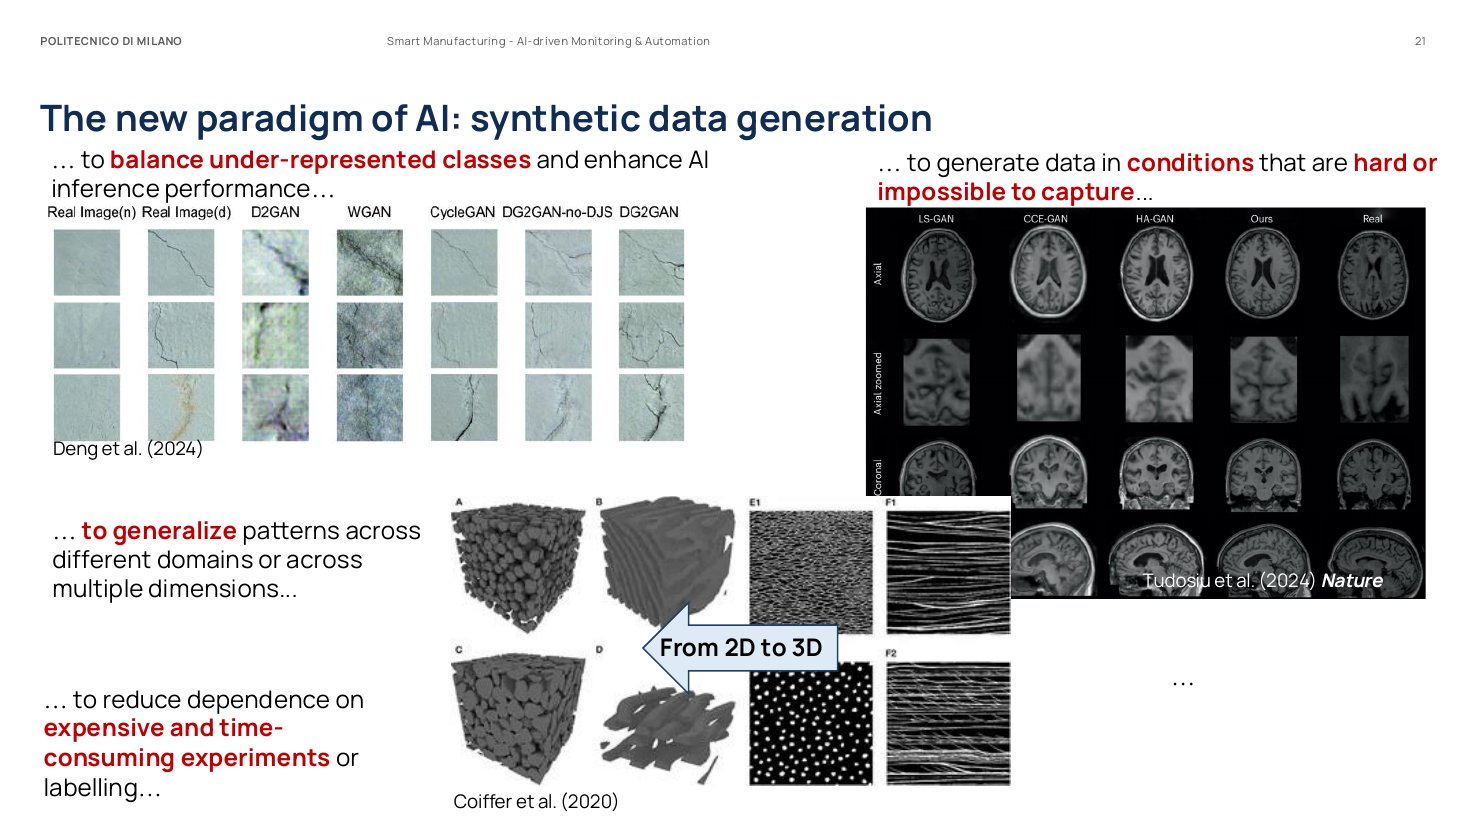 POLITECNICO DI MILANO
Smart Manufacturing - AI-driven Monitoring & Automation
21
The new paradigm of AI: synthetic data generation
… to balance under-represented classes and enhance AI
inference performance…
Real Image(n) Real Image(d) D2GAN WGAN CycleGAN DG2GAN-no-DJS DG2GAN
Deng et al. (2024)
… to generate data in conditions that are hard or
impossible to capture...
LS-GAN CCE-GAN HA-GAN Ours Real
Axial
Axial zoomed
Coronal
Tudosiu et al. (2024) Nature
… to generalize patterns across
different domains or across
multiple dimensions...
A B E1 F1
From 2D to 3D
C D F2
Coiffer et al. (2020)
… to reduce dependence on
expensive and time-
consuming experiments or
labelling…
…